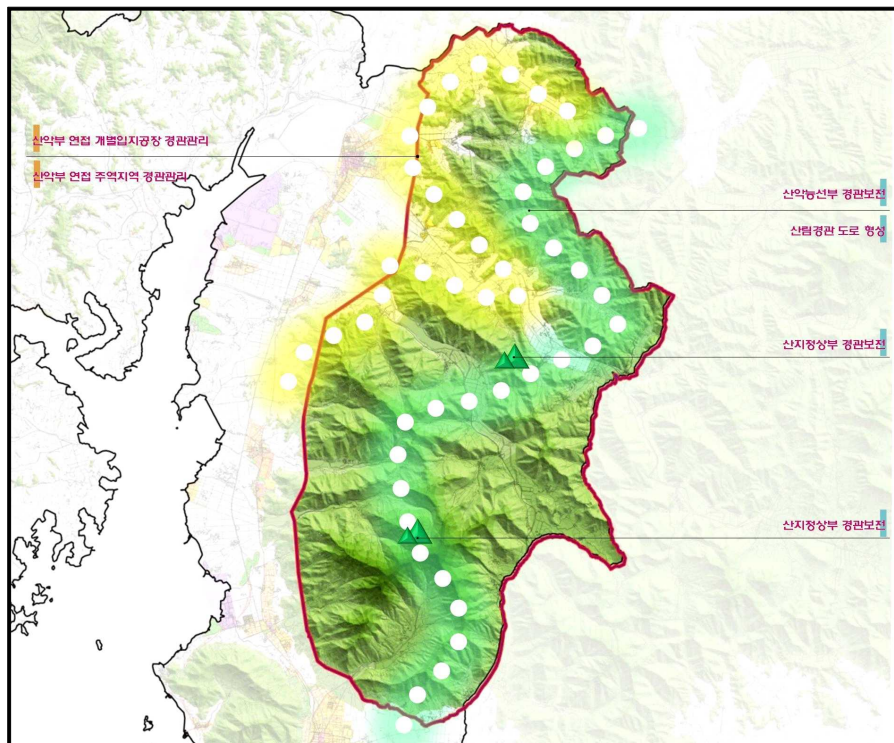 산악부 연접 개별입지공장 경관관리
산악부 연접 주역지역 경관관리
산악능선부 경관보전
산림경관 도로 형성
산지정상부 경관보전
산지정상부 경관보전